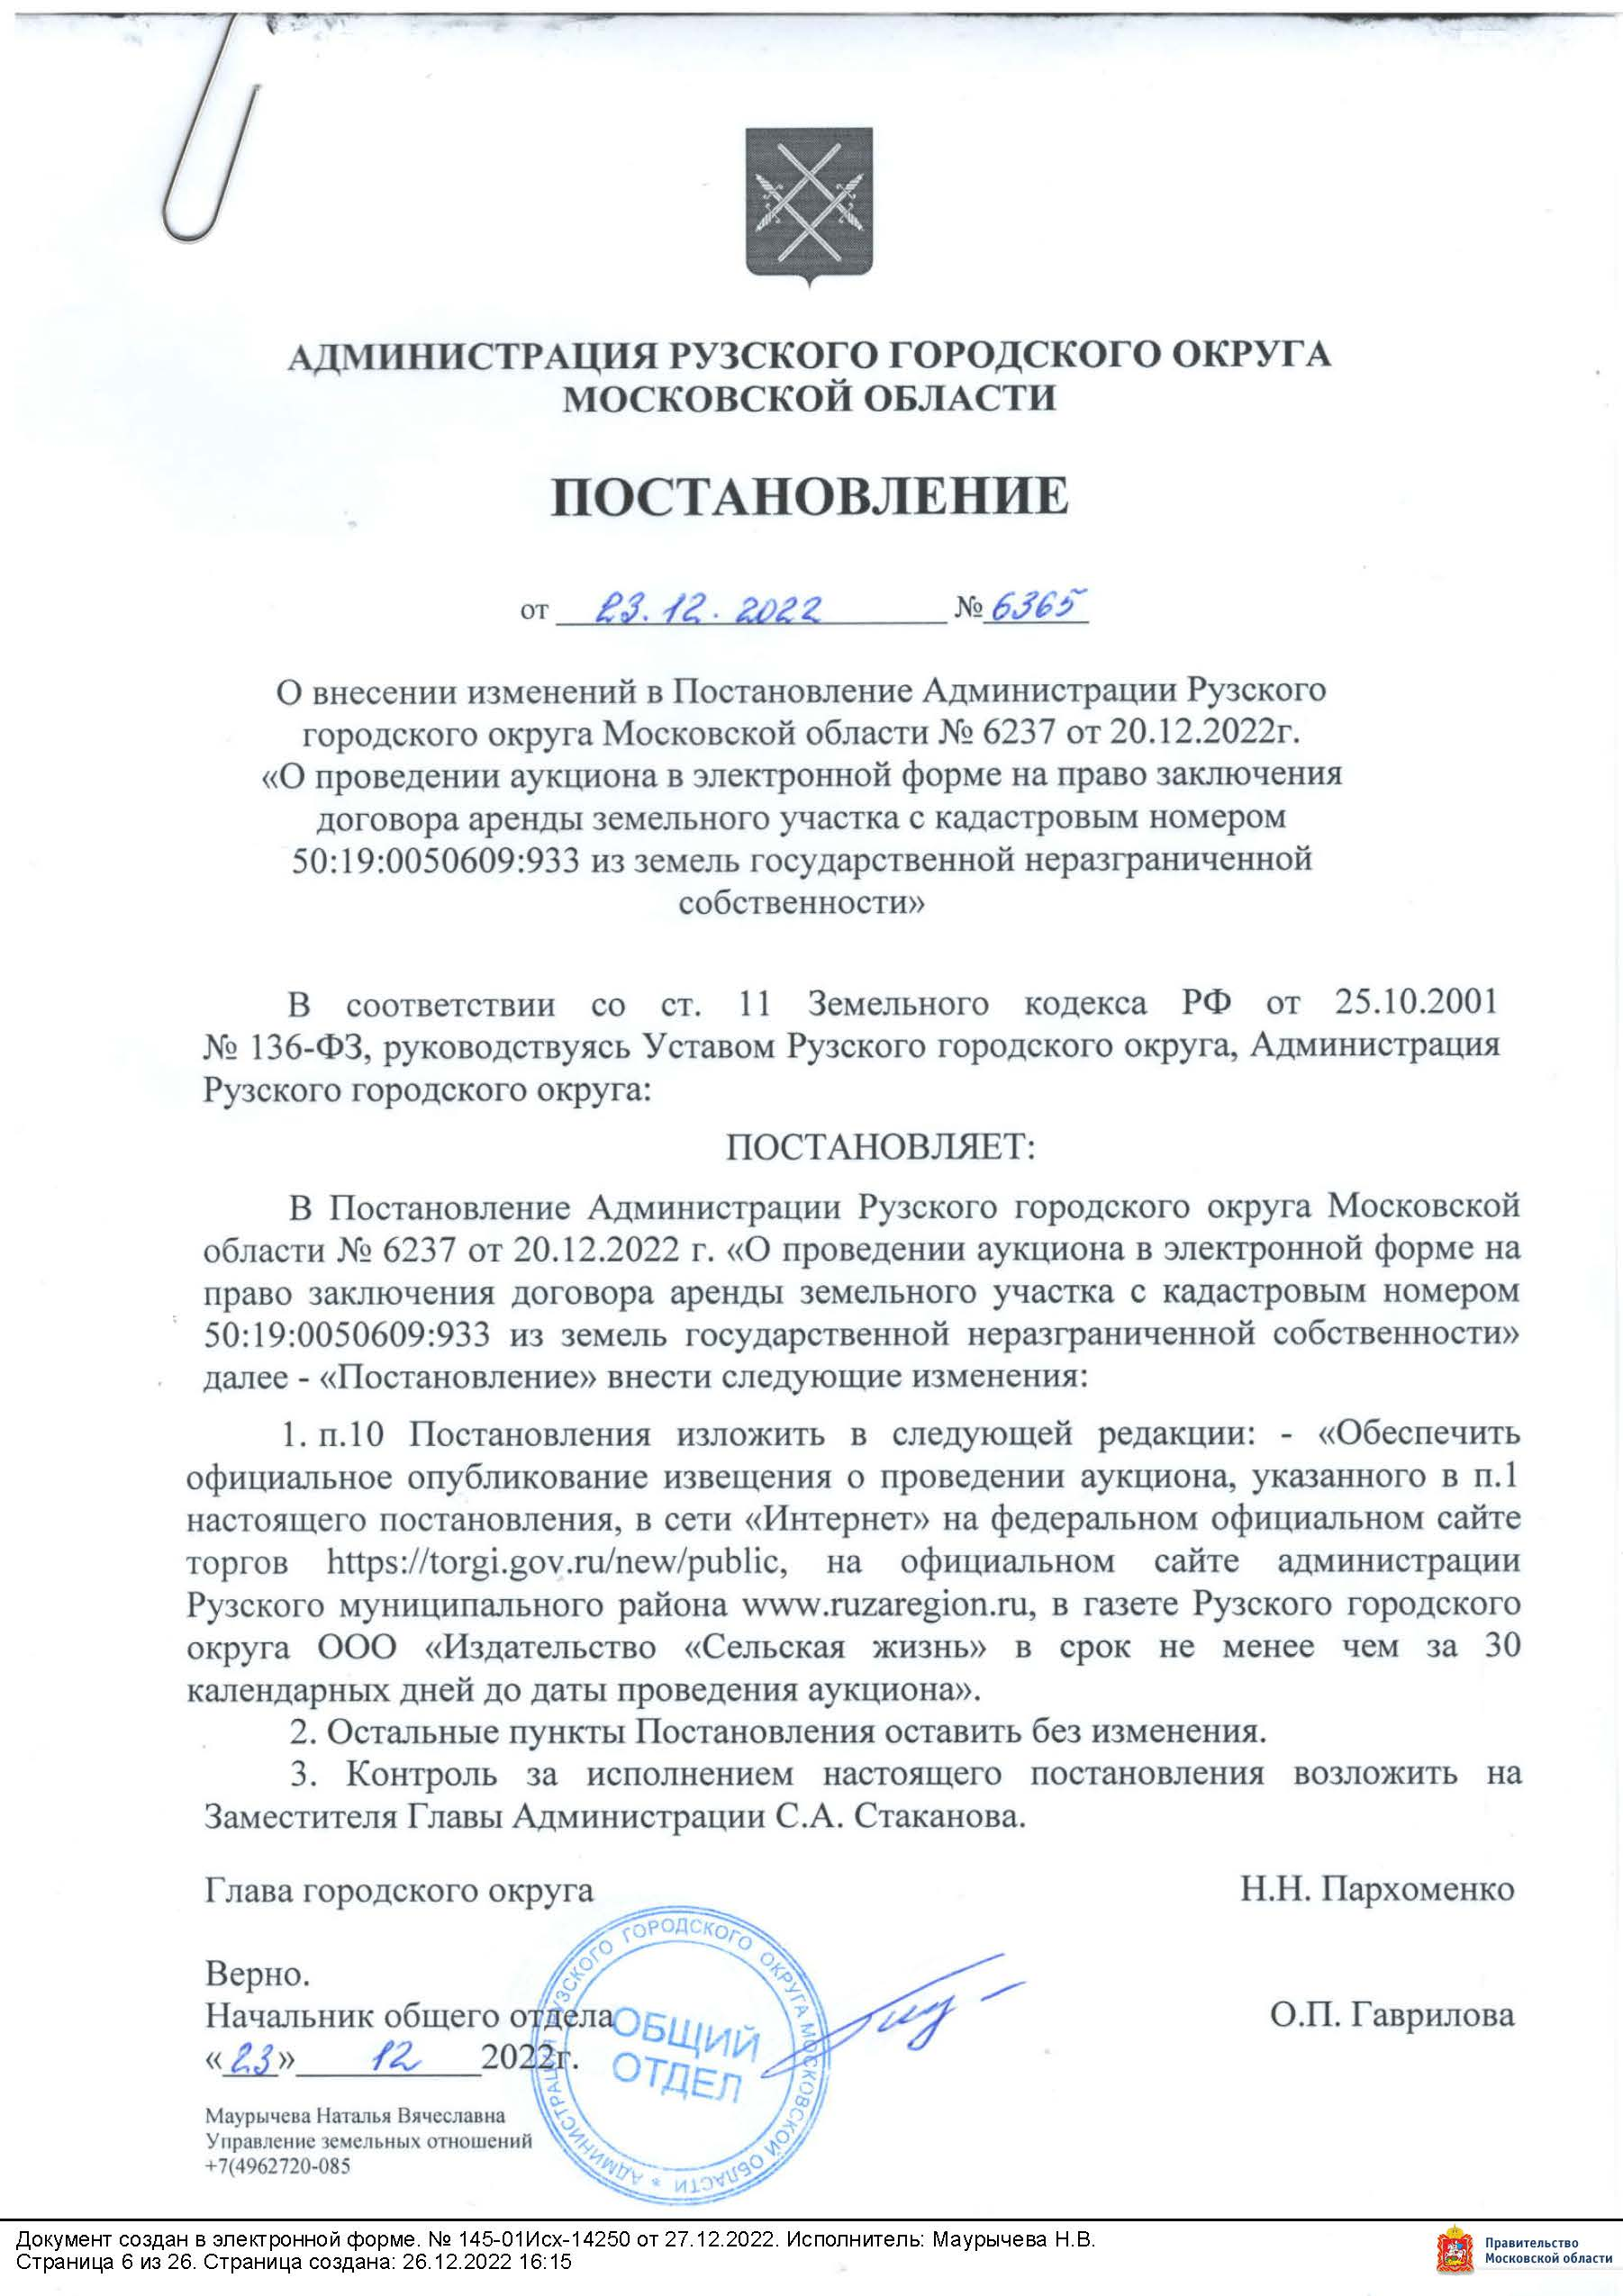 АДМИНИСТРАЦИЯ РУЗСКОГО ГОРОДСКОГО ОКРУГА
МОСКОВСКОЙ ОБЛАСТИ
ПОСТАНОВЛЕНИЕ
от 23.12.2022 № 6365
О внесении изменений в Постановление Администрации Рузского
городского округа Московской области № 6237 от 20.12.2022г.
«О проведении аукциона в электронной форме на право заключения
договора аренды земельного участка с кадастровым номером
50:19:0050609:933 из земель государственной неразграниченной
собственности»
В соответствии со ст. 11 Земельного кодекса РФ от 25.10.2001
№ 136-ФЗ, руководствуясь Уставом Рузского городского округа, Администрация
Рузского городского округа:
ПОСТАНОВЛЯЕТ:
В Постановление Администрации Рузского городского округа Московской
области № 6237 от 20.12.2022 г. «О проведении аукциона в электронной форме на
право заключения договора аренды земельного участка с кадастровым номером
50:19:0050609:933 из земель государственной неразграниченной собственности»
далее - «Постановление» внести следующие изменения:
1. п.10 Постановления изложить в следующей редакции: - «Обеспечить
официальное опубликование извещения о проведении аукциона, указанного в п.1
настоящего постановления, в сети «Интернет» на федеральном официальном сайте
торгов https://torgi.gov.ru/new/public, на официальном сайте администрации
Рузского муниципального района www.ruzaregion.ru, в газете Рузского городского
округа ООО «Издательство «Сельская жизнь» в срок не менее чем за 30
календарных дней до даты проведения аукциона».
2. Остальные пункты Постановления оставить без изменения.
3. Контроль за исполнением настоящего постановления возложить на
Заместителя Главы Администрации С.А. Стаканова.
Глава городского округа Н.Н. Пархоменко
Верно.
Начальник общего отдела О.П. Гаврилова
«23» 12 2022г.
АДМИНИСТРАЦИЯ РУЗСКОГО ГОРОДСКОГО ОКРУГА МОСКОВСКОЙ ОБЛАСТИ *
ОБЩИЙ
ОТДЕЛ
Маурычева Наталья Вячеславна
Управление земельных отношений
+7(4962720-085
Документ создан в электронной форме. № 145-01Исх-14250 от 27.12.2022. Исполнитель: Маурычева Н.В.
Страница 6 из 26. Страница создана: 26.12.2022 16:15
Правительство
Московской области